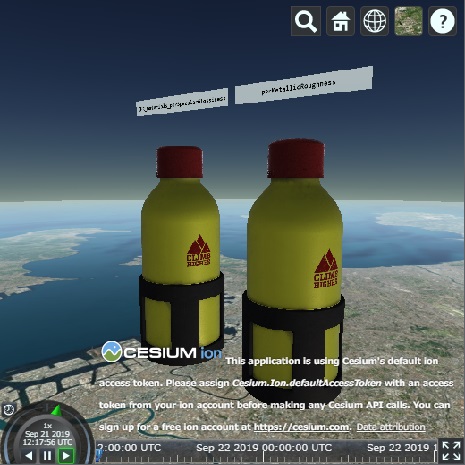 ?
pbrMetallicRoughness
CLIMB
HIGHER
CLIMB
HIGHER
CESIUM ion This application is using Cesium's default ion
access token. Please assign Cesium.Ion.defaultAccessToken with an access
token from your ion account before making any Cesium API calls. You can
sign up for a free ion account at https://cesium.com. Data attribution
1x
Sep 21 2019
12:17:56 UTC
2:00:00 UTC Sep 22 2019 00:00:00 UTC Sep 22 2019 1